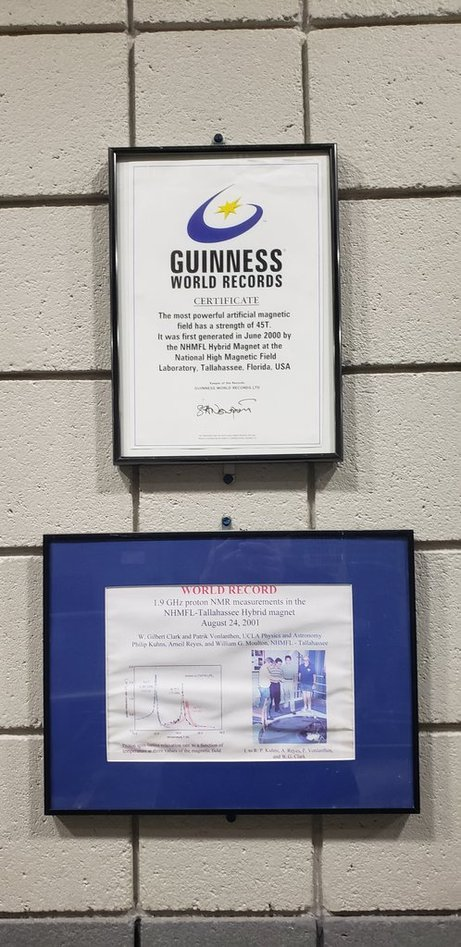 GUINNESS
WORLD RECORDS
CERTIFICATE
The most powerful artificial magnetic
field has a strength of 45T.
It was first generated in June 2000 by
the NHMFL Hybrid Magnet at the
National High Magnetic Field
Laboratory, Tallahassee, Florida, USA
Keeper of the Records
GUINNESS WORLD RECORDS LTD
WORLD RECORD
1.9 GHz proton NMR measurements in the
NHMFL-Tallahassee Hybrid magnet
August 24, 2001
W. Gilbert Clark and Patrik Vonlanthen, UCLA Physics and Astronomy
Philip Kuhns, Arneil Reyes, and William G. Moulton, NHMFL - Tallahassee
Proton spin-lattice relaxation rate as a function of
temperature at three values of the magnetic field
L to R: P. Kuhns, A. Reyes, P. Vonlanthen,
and W. G. Clark